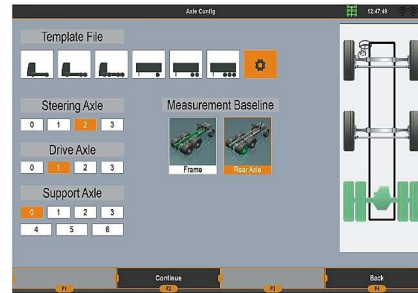 Axle Config
12:47:49
Template File
Steering Axle
0 1 2 3
Drive Axle
0 1 2 3
Support Axle
0 1 2 3
4 5 6
Measurement Baseline
Frame
Rear Axle
Continue
Back
F1
F2
F3
F4